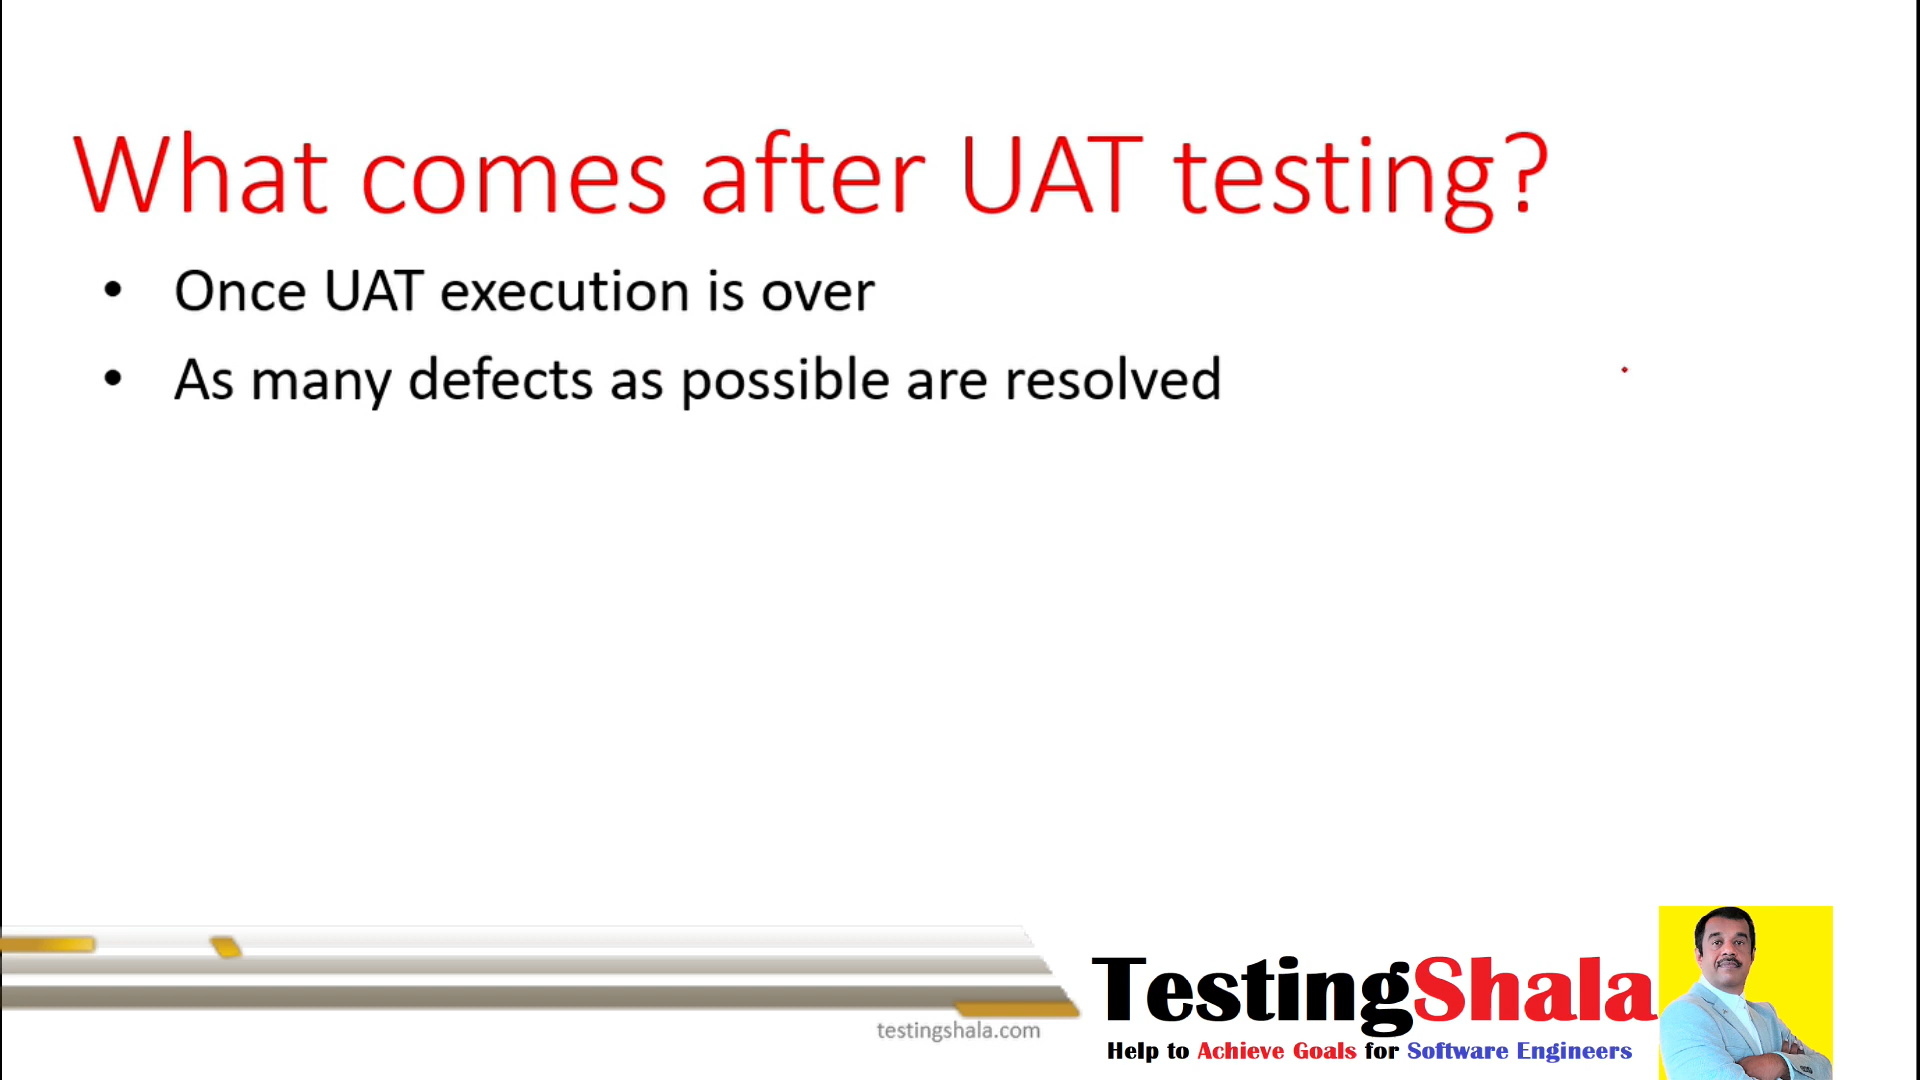 What comes after UAT testing?
• Once UAT execution is over
• As many defects as possible are resolved
testingshala.com
TestingShala
Help to Achieve Goals for Software Engineers